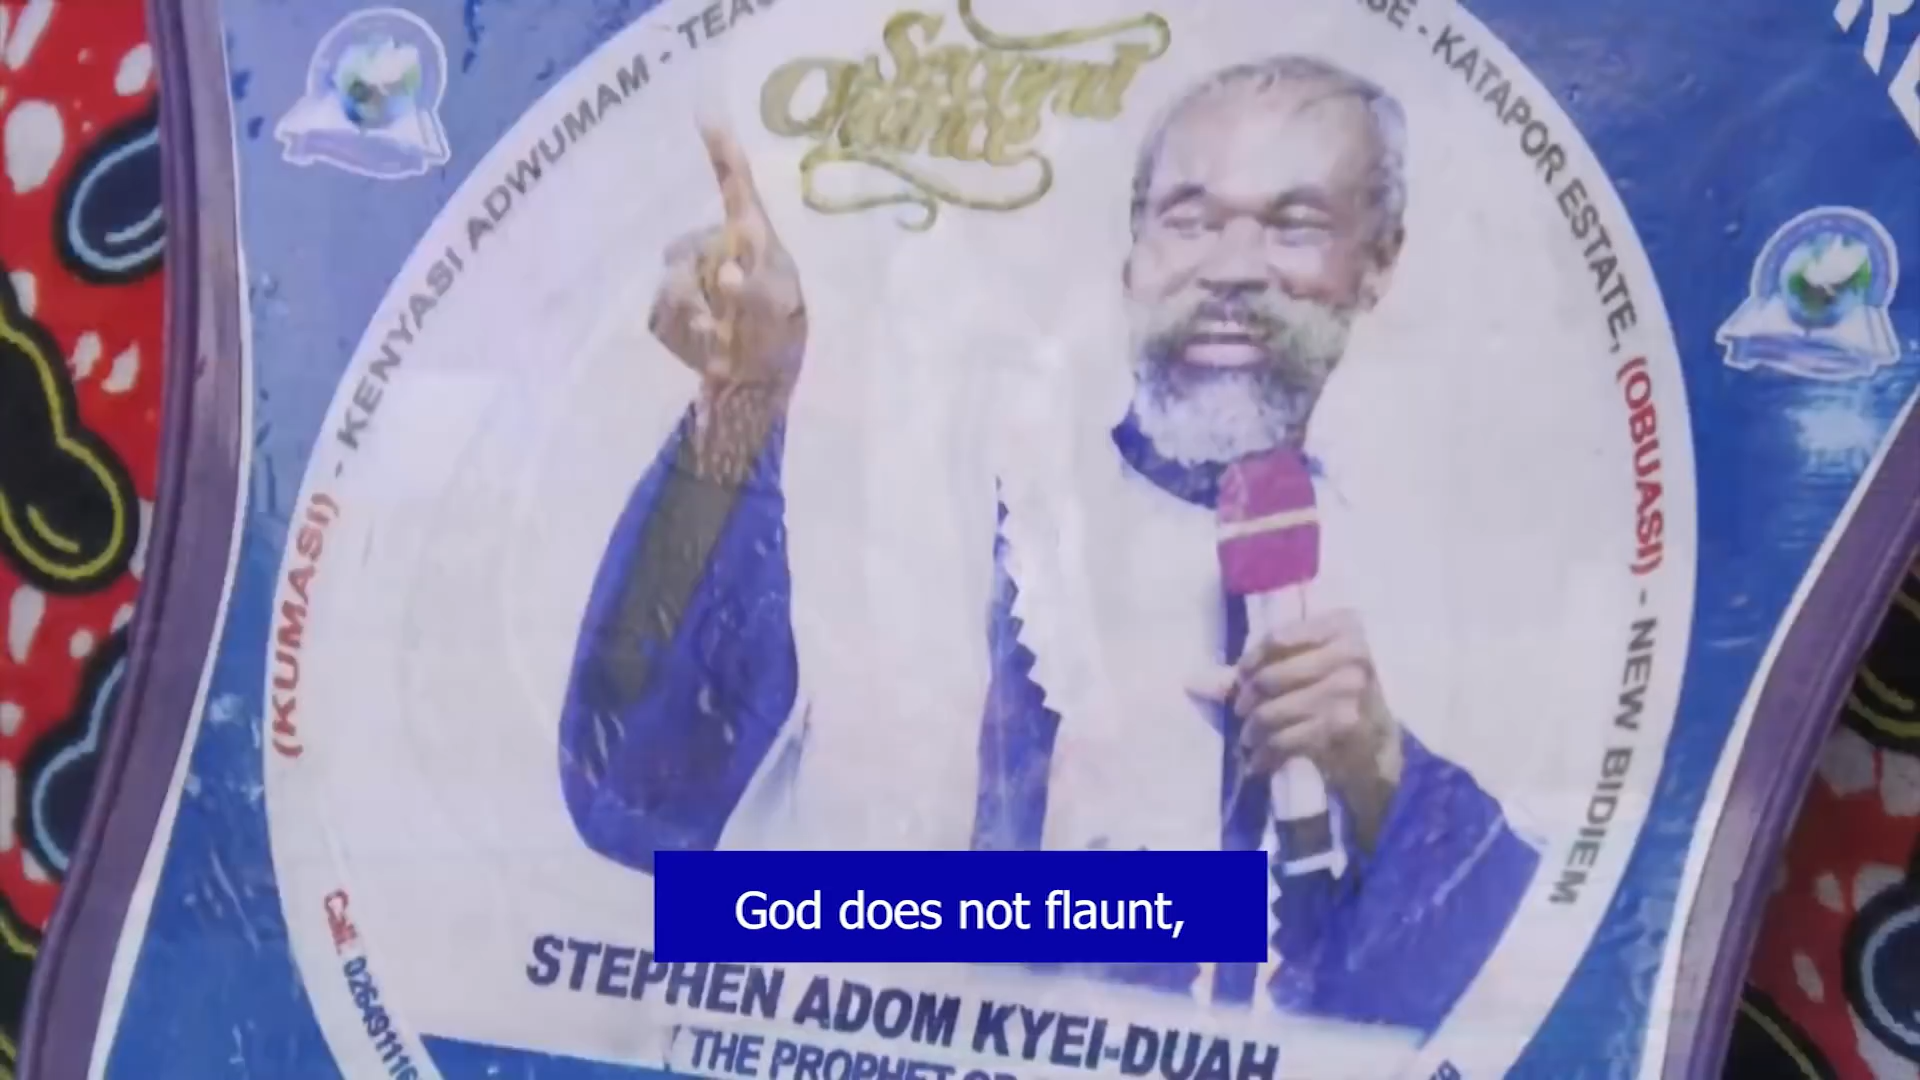 (KUMASI) - KENYASI ADWUMAM -
- KATAPOR ESTATE, (OBUASI) - NEW BIDIEM
Second
Chance
God does not flaunt,
STEPHEN ADOM KYEI-DUAH
(THE PROPHET
Call: